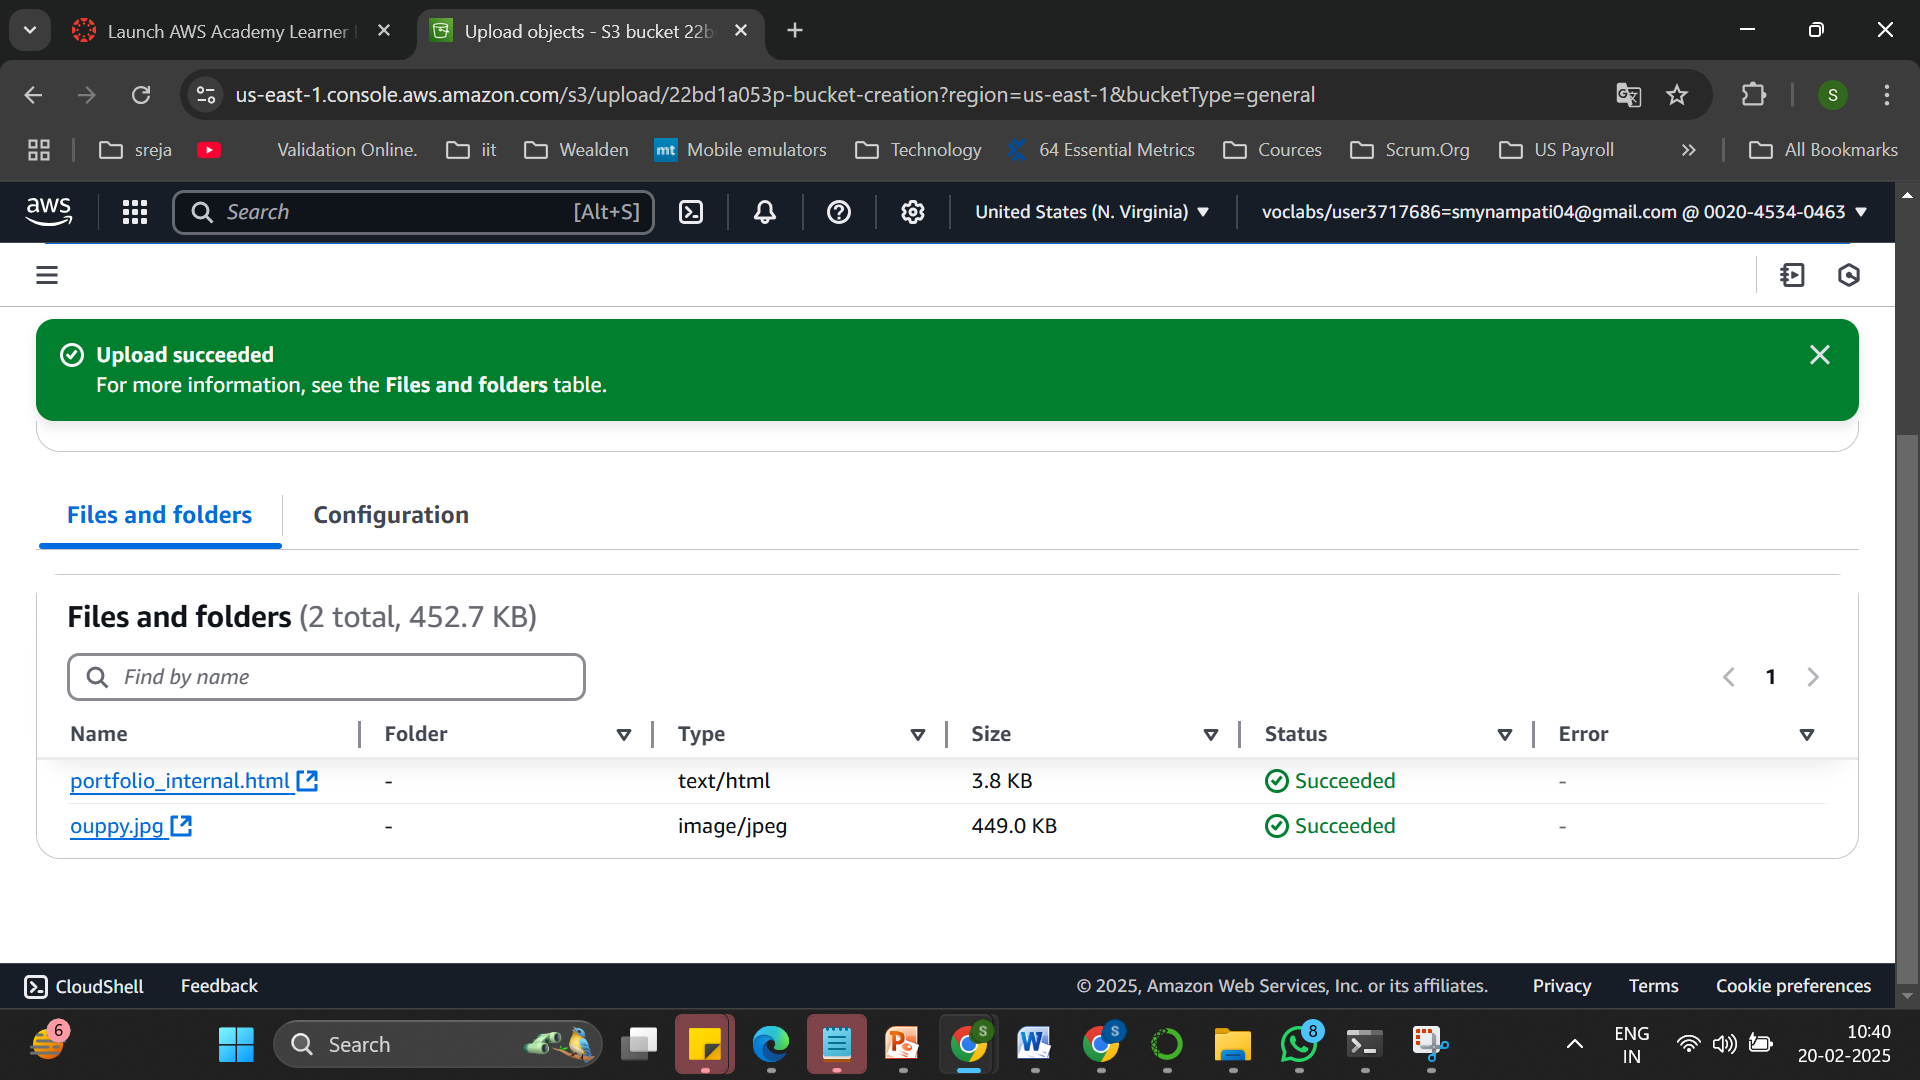 Launch AWS Academy Learner
Upload objects - S3 bucket 22b
us-east-1.console.aws.amazon.com/s3/upload/22bd1a053p-bucket-creation?region=us-east-1&bucketType=general
S
sreja
Validation Online.
iit
Wealden
mt
Mobile emulators
Technology
64 Essential Metrics
Cources
Scrum.Org
US Payroll
All Bookmarks
aws
Search
[Alt+S]
United States (N. Virginia)
voclabs/user3717686=smynampati04@gmail.com @ 0020-4534-0463
Upload succeeded
For more information, see the Files and folders table.
Files and folders
Configuration
Files and folders (2 total, 452.7 KB)
Find by name
1
Name Folder Type Size Status Error
portfolio_internal.html - text/html 3.8 KB Succeeded -
ouppy.jpg - image/jpeg 449.0 KB Succeeded -
CloudShell
Feedback
© 2025, Amazon Web Services, Inc. or its affiliates.
Privacy
Terms
Cookie preferences
6
Search
S
S
8
ENG
IN
10:40
20-02-2025